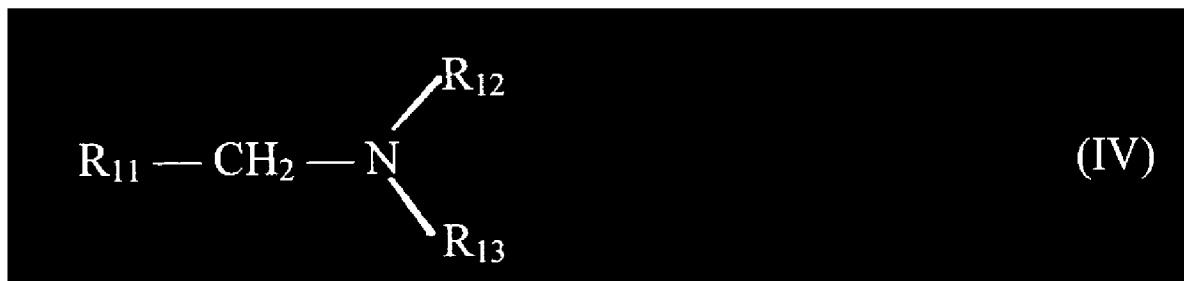 R₁₂
R₁₁ — CH₂ — N (IV)
R₁₃